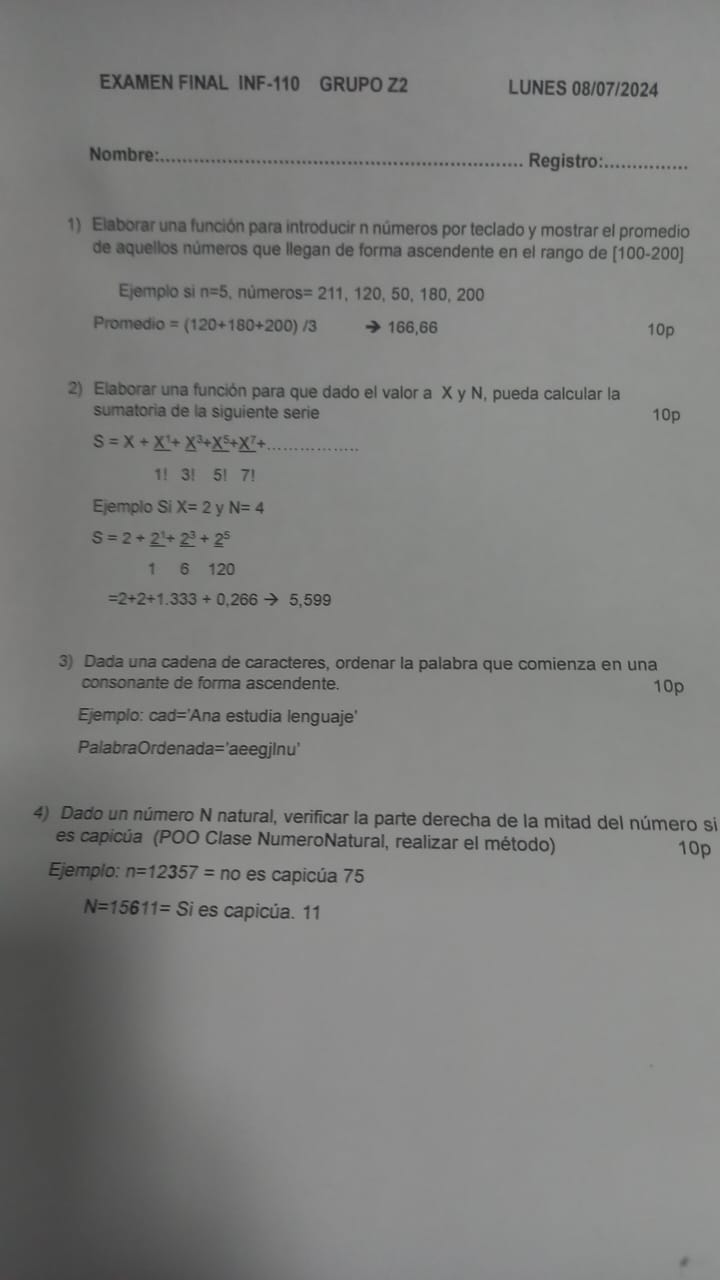 EXAMEN FINAL INF-110 GRUPO Z2 LUNES 08/07/2024
Nombre:................................................................. Registro:...............
1) Elaborar una función para introducir n números por teclado y mostrar el promedio
de aquellos números que llegan de forma ascendente en el rango de [100-200]
Ejemplo si n=5, números= 211, 120, 50, 180, 200
Promedio = (120+180+200) /3 → 166,66 10p
2) Elaborar una función para que dado el valor a X y N, pueda calcular la
sumatoria de la siguiente serie 10p
S = X + X¹+ X³+X⁵+X⁷+..................
1! 3! 5! 7!
Ejemplo Si X= 2 y N= 4
S = 2 + 2¹+ 2³ + 2⁵
1 6 120
=2+2+1.333 + 0,266 → 5,599
3) Dada una cadena de caracteres, ordenar la palabra que comienza en una
consonante de forma ascendente. 10p
Ejemplo: cad='Ana estudia lenguaje'
PalabraOrdenada='aeegjlnu'
4) Dado un número N natural, verificar la parte derecha de la mitad del número si
es capicúa (POO Clase NumeroNatural, realizar el método) 10p
Ejemplo: n=12357 = no es capicúa 75
N=15611= Si es capicúa. 11